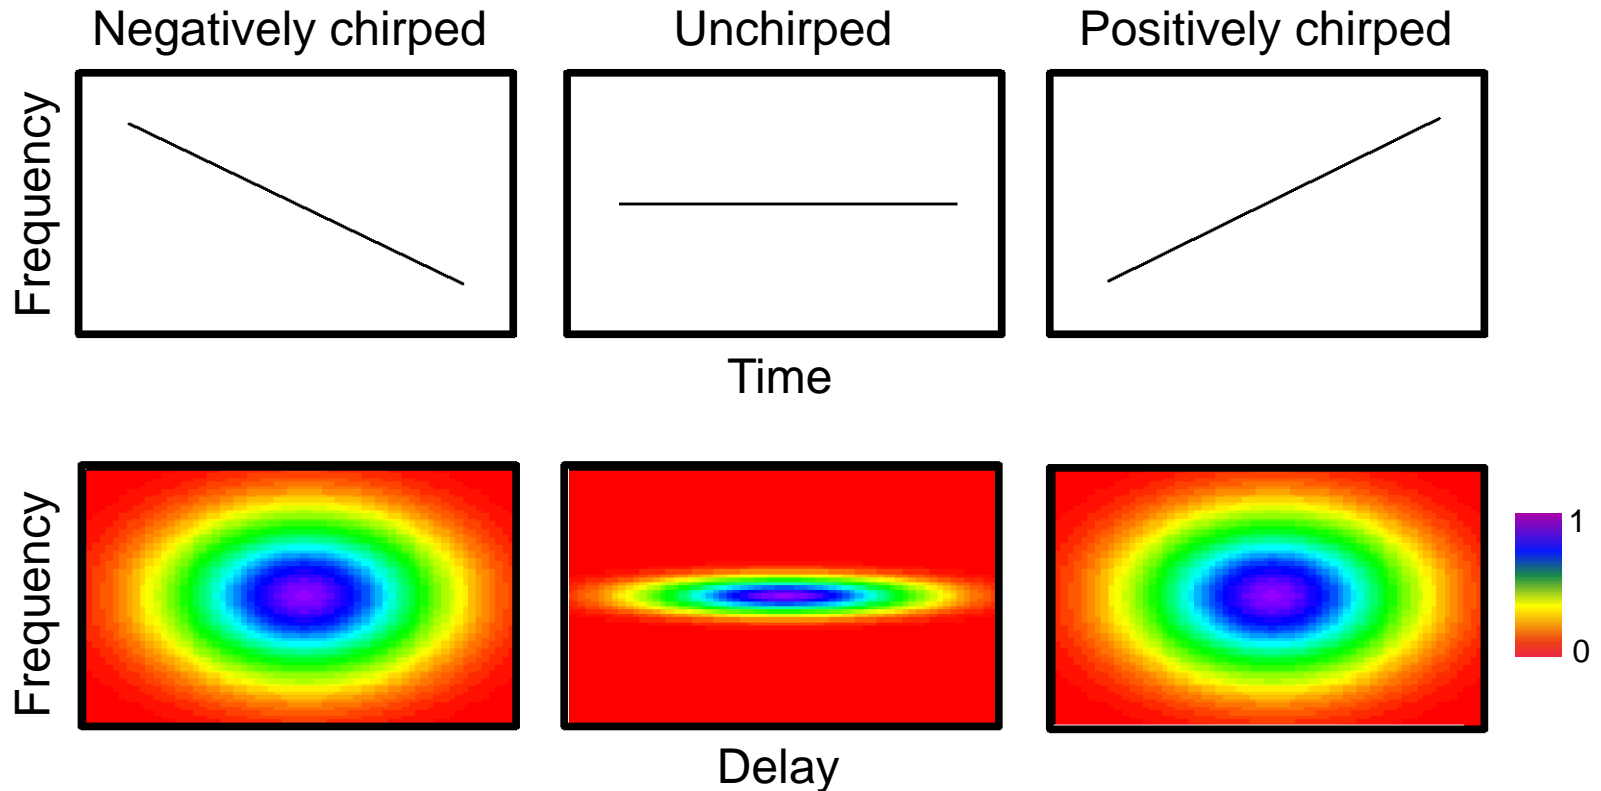 Negatively chirped
Unchirped
Positively chirped
Frequency
Time
Frequency
1
0
Delay